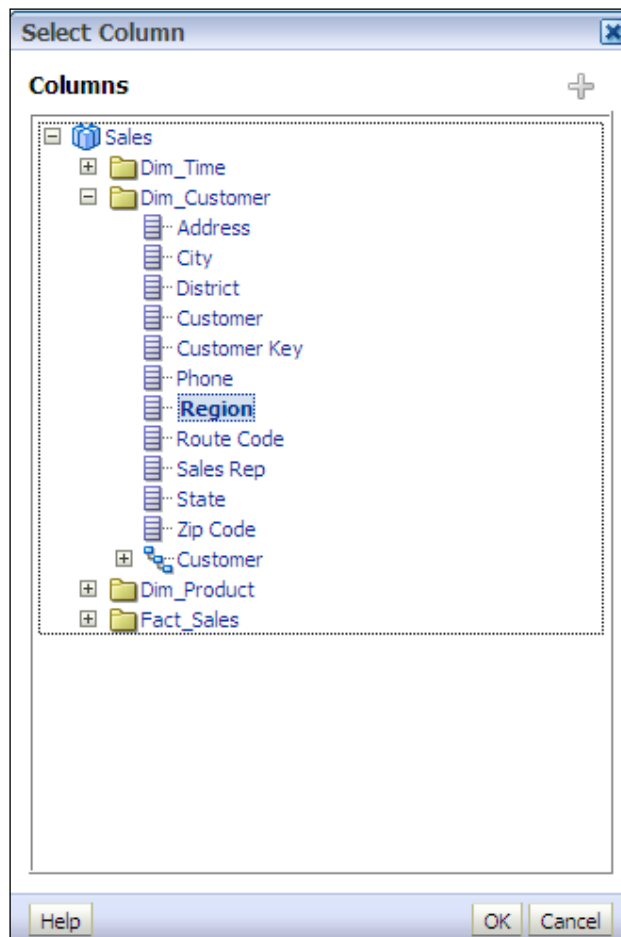 Select Column
Columns
Sales
Dim_Time
Dim_Customer
Address
City
District
Customer
Customer Key
Phone
Region
Route Code
Sales Rep
State
Zip Code
Customer
Dim_Product
Fact_Sales
Help OK Cancel